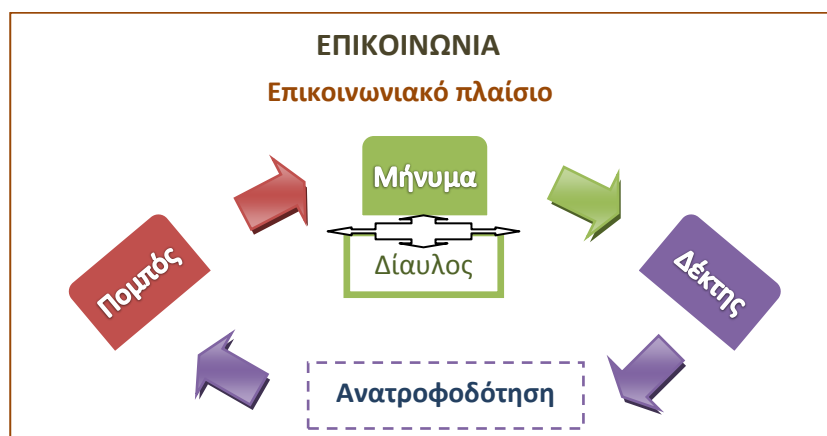 ΕΠΙΚΟΙΝΩΝΙΑ
Επικοινωνιακό πλαίσιο
Μήνυμα
Δίαυλος
Πομπός
Δέκτης
Ανατροφοδότηση